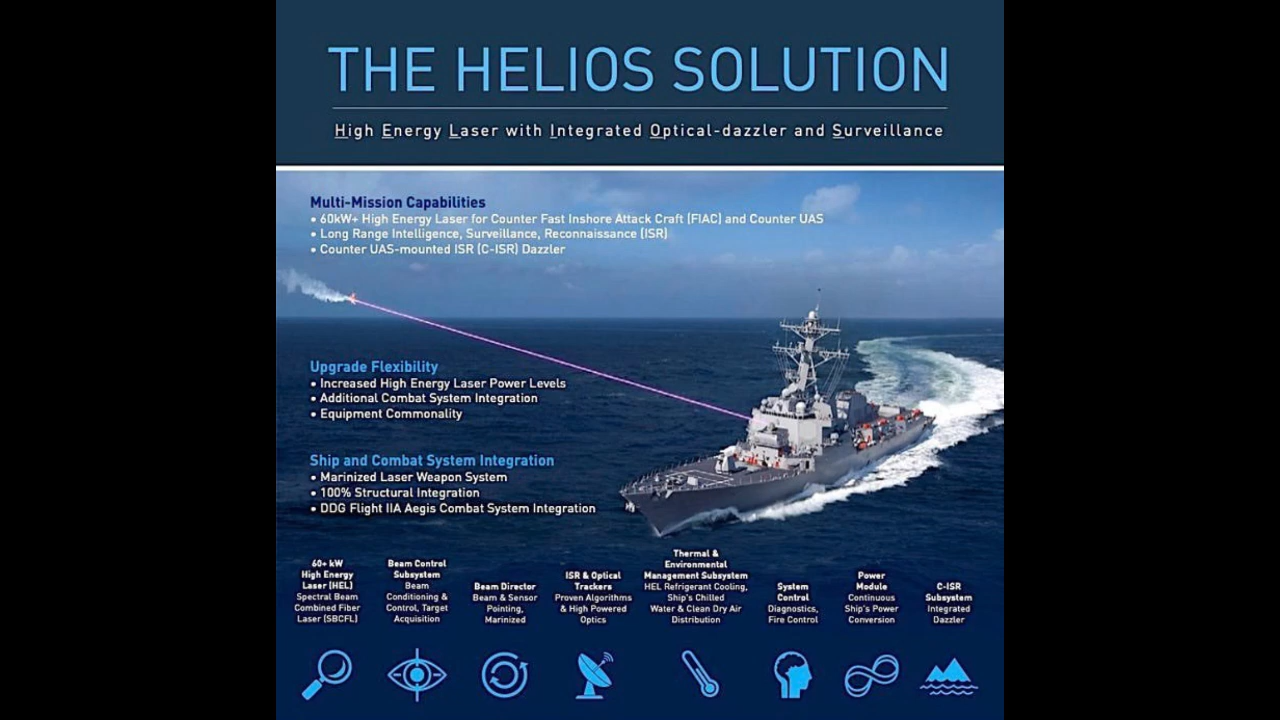 THE HELIOS SOLUTION
High Energy Laser with Integrated Optical-dazzler and Surveillance
Multi-Mission Capabilities
• 60kW+ High Energy Laser for Counter Fast Inshore Attack Craft (FIAC) and Counter UAS
• Long Range Intelligence, Surveillance, Reconnaissance (ISR)
• Counter UAS-mounted ISR (C-ISR) Dazzler
Upgrade Flexibility
• Increased High Energy Laser Power Levels
• Additional Combat System Integration
• Equipment Commonality
Ship and Combat System Integration
• Marinized Laser Weapon System
• 100% Structural Integration
• DDG Flight IIA Aegis Combat System Integration
60+ kW
High Energy
Laser (HEL)
Spectral Beam
Combined Fiber
Laser (SBCFL)
Beam Control
Subsystem
Beam
Conditioning &
Control, Target
Acquisition
Beam Director
Beam & Sensor
Pointing,
Marinized
ISR & Optical
Trackers
Proven Algorithms
& High Powered
Optics
Thermal &
Environmental
Management Subsystem
HEL Refrigerant Cooling,
Ship's Chilled
Water & Clean Dry Air
Distribution
System
Control
Diagnostics,
Fire Control
Power
Module
Continuous
Ship's Power
Conversion
C-ISR
Subsystem
Integrated
Dazzler